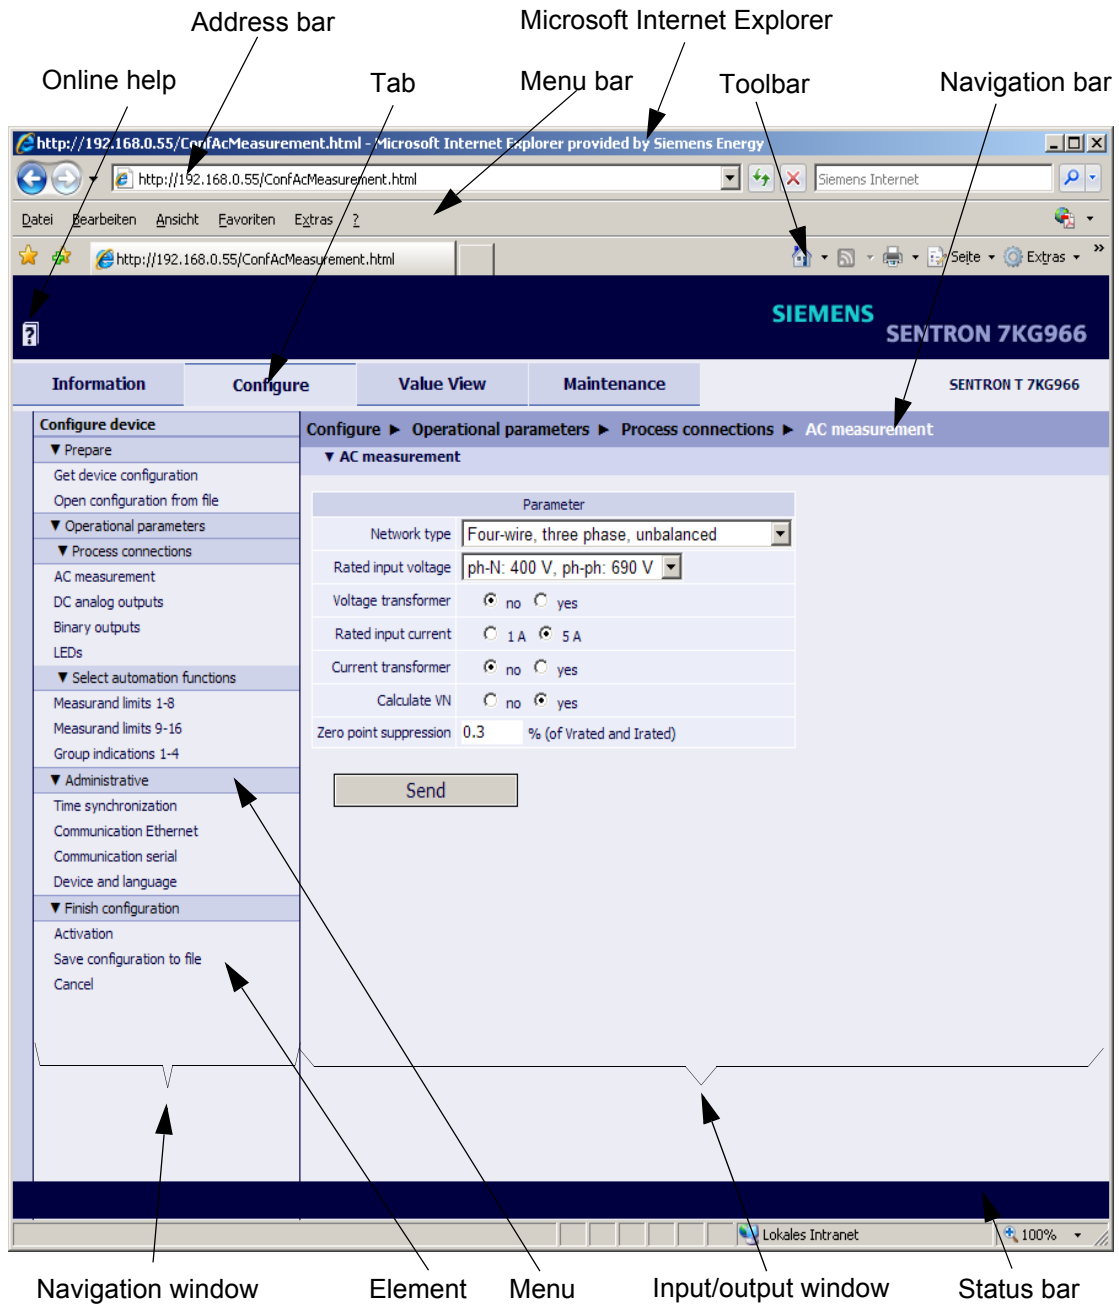 Address bar
Microsoft Internet Explorer
Online help
Tab
Menu bar
Toolbar
Navigation bar
http://192.168.0.55/ConfAcMeasurement.html - Microsoft Internet Explorer provided by Siemens Energy
http://192.168.0.55/ConfAcMeasurement.html
Siemens Internet
Datei Bearbeiten Ansicht Favoriten Extras ?
http://192.168.0.55/ConfAcMeasurement.html
Seite Extras »
SIEMENS
SENTRON 7KG966
?
Information Configure Value View Maintenance SENTRON T 7KG966
Configure device
▼ Prepare
Get device configuration
Open configuration from file
▼ Operational parameters
▼ Process connections
AC measurement
DC analog outputs
Binary outputs
LEDs
▼ Select automation functions
Measurand limits 1-8
Measurand limits 9-16
Group indications 1-4
▼ Administrative
Time synchronization
Communication Ethernet
Communication serial
Device and language
▼ Finish configuration
Activation
Save configuration to file
Cancel
Configure ► Operational parameters ► Process connections ► AC measurement
▼ AC measurement
Parameter
Network type Four-wire, three phase, unbalanced
Rated input voltage ph-N: 400 V, ph-ph: 690 V
Voltage transformer no yes
Rated input current 1 A 5 A
Current transformer no yes
Calculate VN no yes
Zero point suppression 0.3 % (of Vrated and Irated)
Send
Lokales Intranet
100%
Navigation window
Element
Menu
Input/output window
Status bar